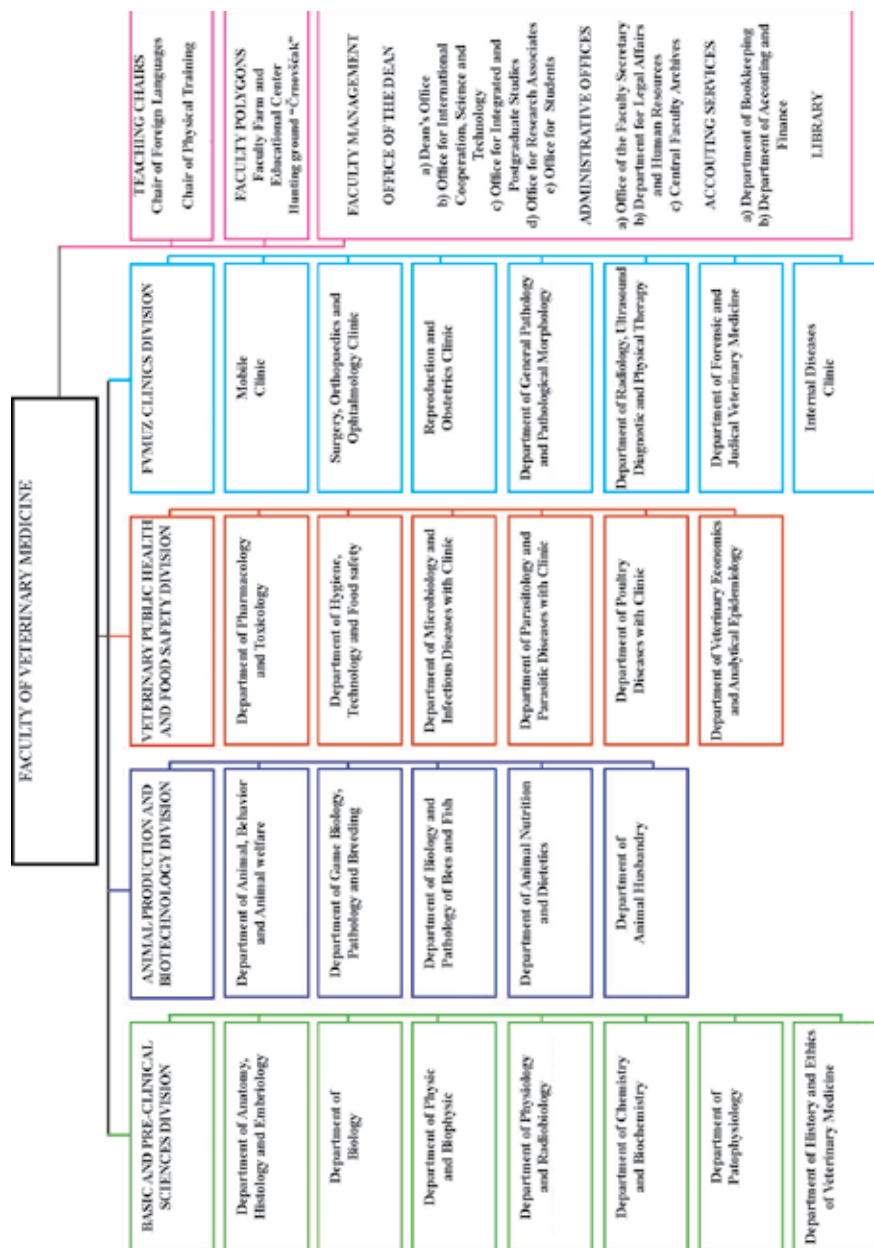 FACULTY OF VETERINARY MEDICINE
BASIC AND PRE-CLINICAL
SCIENCES DIVISION
Department of Anatomy,
Histology and Embriology
Department of
Biology
Department of Physic
and Biophysic
Department of Physiology
and Radiobiology
Department of Chemistry
and Biochemistry
Department of
Patophysiology
Department of History and Ethics
of Veterinary Medicine
ANIMAL PRODUCTION AND
BIOTECHNOLOGY DIVISION
Department of Animal, Behavior
and Animal welfare
Department of Game Biology,
Pathology and Breeding
Department of Biology and
Pathology of Bees and Fish
Department of Animal Nutrition
and Dietetics
Department of
Animal Husbandry
VETERINARY PUBLIC HEALTH
AND FOOD SAFETY DIVISION
Department of Pharmacology
and Toxicology
Department of Hygiene,
Technology and Food safety
Department of Microbiology and
Infectious Diseases with Clinic
Department of Parasitology and
Parasitic Diseases with Clinic
Department of Poultry
Diseases with Clinic
Department of Veterinary Economics
and Analytical Epidemiology
FVMUZ CLINICS DIVISION
Mobile
Clinic
Surgery, Orthopaedics and
Ophtalmology Clinic
Reproduction and
Obstetrics Clinic
Department of General Pathology
and Pathological Morphology
Department of Radiology, Ultrasound
Diagnostic and Physical Therapy
Department of Forensic and
Judical Veterinary Medicine
Internal Diseases
Clinic
TEACHING CHAIRS
Chair of Foreign Languages
Chair of Physical Training
FACULTY POLYGONS
Faculty Farm and
Educational Center
Hunting ground "Črnovščak"
FACULTY MANAGEMENT
OFFICE OF THE DEAN
a) Dean's Office
b) Office for International
Cooperation, Science and
Technology
c) Office for Integrated and
Postgraduate Studies
d) Office for Research Associates
e) Office for Students
ADMINISTRATIVE OFFICES
a) Office of the Faculty Secretary
b) Department for Legal Affairs
and Human Resources
c) Central Faculty Archives
ACCOUTING SERVICES
a) Department of Bookkeeping
b) Department of Accouting and
Finance
LIBRARY